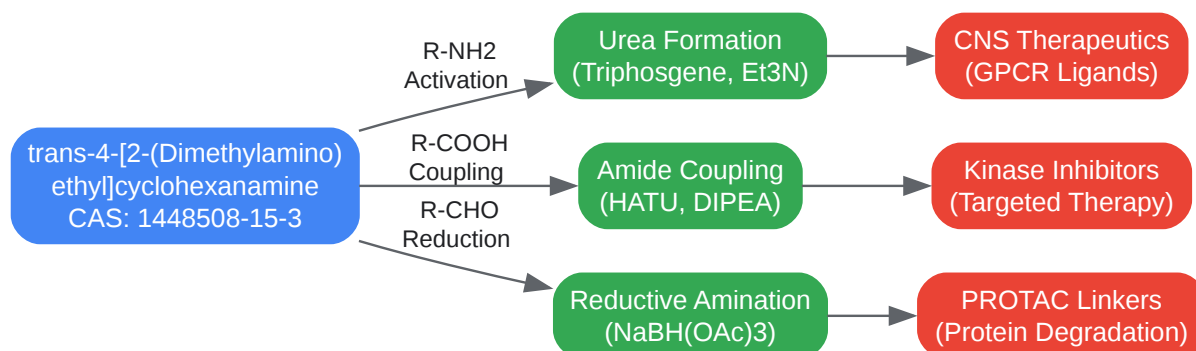 trans-4-[2-(Dimethylamino)
ethyl]cyclohexanamine
CAS: 1448508-15-3
R-NH2
Activation
R-COOH
Coupling
R-CHO
Reduction
Urea Formation
(Triphosgene, Et3N)
Amide Coupling
(HATU, DIPEA)
Reductive Amination
(NaBH(OAc)3)
CNS Therapeutics
(GPCR Ligands)
Kinase Inhibitors
(Targeted Therapy)
PROTAC Linkers
(Protein Degradation)